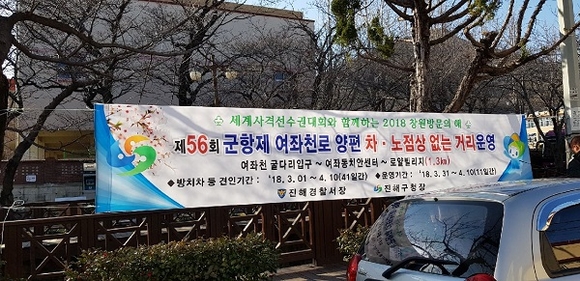 세계사격선수권대회와 함께하는 2018 창원방문의 해
제56회 군항제 여좌천로 양편 차·노점상 없는 거리운영
여좌천 굴다리입구 ~ 여좌동치안센터 ~ 로얄빌리지(1.3km)
◆ 방치차 등 견인기간 : '18. 3. 01 ~ 4. 10(41일간) ◆ 운영기간 : '18. 3. 31 ~ 4. 10(11일간)
진해경찰서장 진해구청장